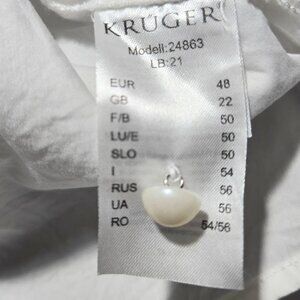 KRÜGER
Modell:24863
LB:21
EUR 48
GB 22
F/B 50
LU/E 50
SLO 50
I 54
RUS 56
UA 56
RO 54/56